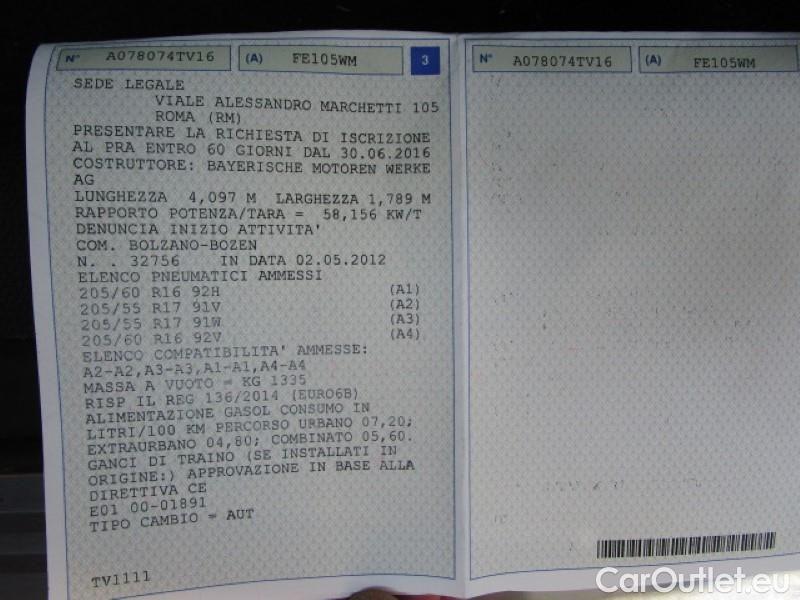 N° A078074TV16 (A) FE105WM 3
SEDE LEGALE
VIALE ALESSANDRO MARCHETTI 105
ROMA (RM)
PRESENTARE LA RICHIESTA DI ISCRIZIONE
AL PRA ENTRO 60 GIORNI DAL 30.06.2016
COSTRUTTORE: BAYERISCHE MOTOREN WERKE
AG
LUNGHEZZA 4,097 M LARGHEZZA 1,789 M
RAPPORTO POTENZA/TARA = 58,156 KW/T
DENUNCIA INIZIO ATTIVITA'
COM. BOLZANO-BOZEN
N. . 32756 IN DATA 02.05.2012
ELENCO PNEUMATICI AMMESSI
205/60 R16 92H (A1)
205/55 R17 91V (A2)
205/55 R17 91W (A3)
205/60 R16 92V (A4)
ELENCO COMPATIBILITA' AMMESSE:
A2-A2,A3-A3,A1-A1,A4-A4
MASSA A VUOTO = KG 1335
RISP IL REG 136/2014 (EURO6B)
ALIMENTAZIONE GASOL CONSUMO IN
LITRI/100 KM PERCORSO URBANO 07,20;
EXTRAURBANO 04,80; COMBINATO 05,60.
GANCI DI TRAINO (SE INSTALLATI IN
ORIGINE:) APPROVAZIONE IN BASE ALLA
DIRETTIVA CE
E01 00-01891
TIPO CAMBIO = AUT
TV1111
N° A078074TV16 (A) FE105WM
CarOutlet.eu